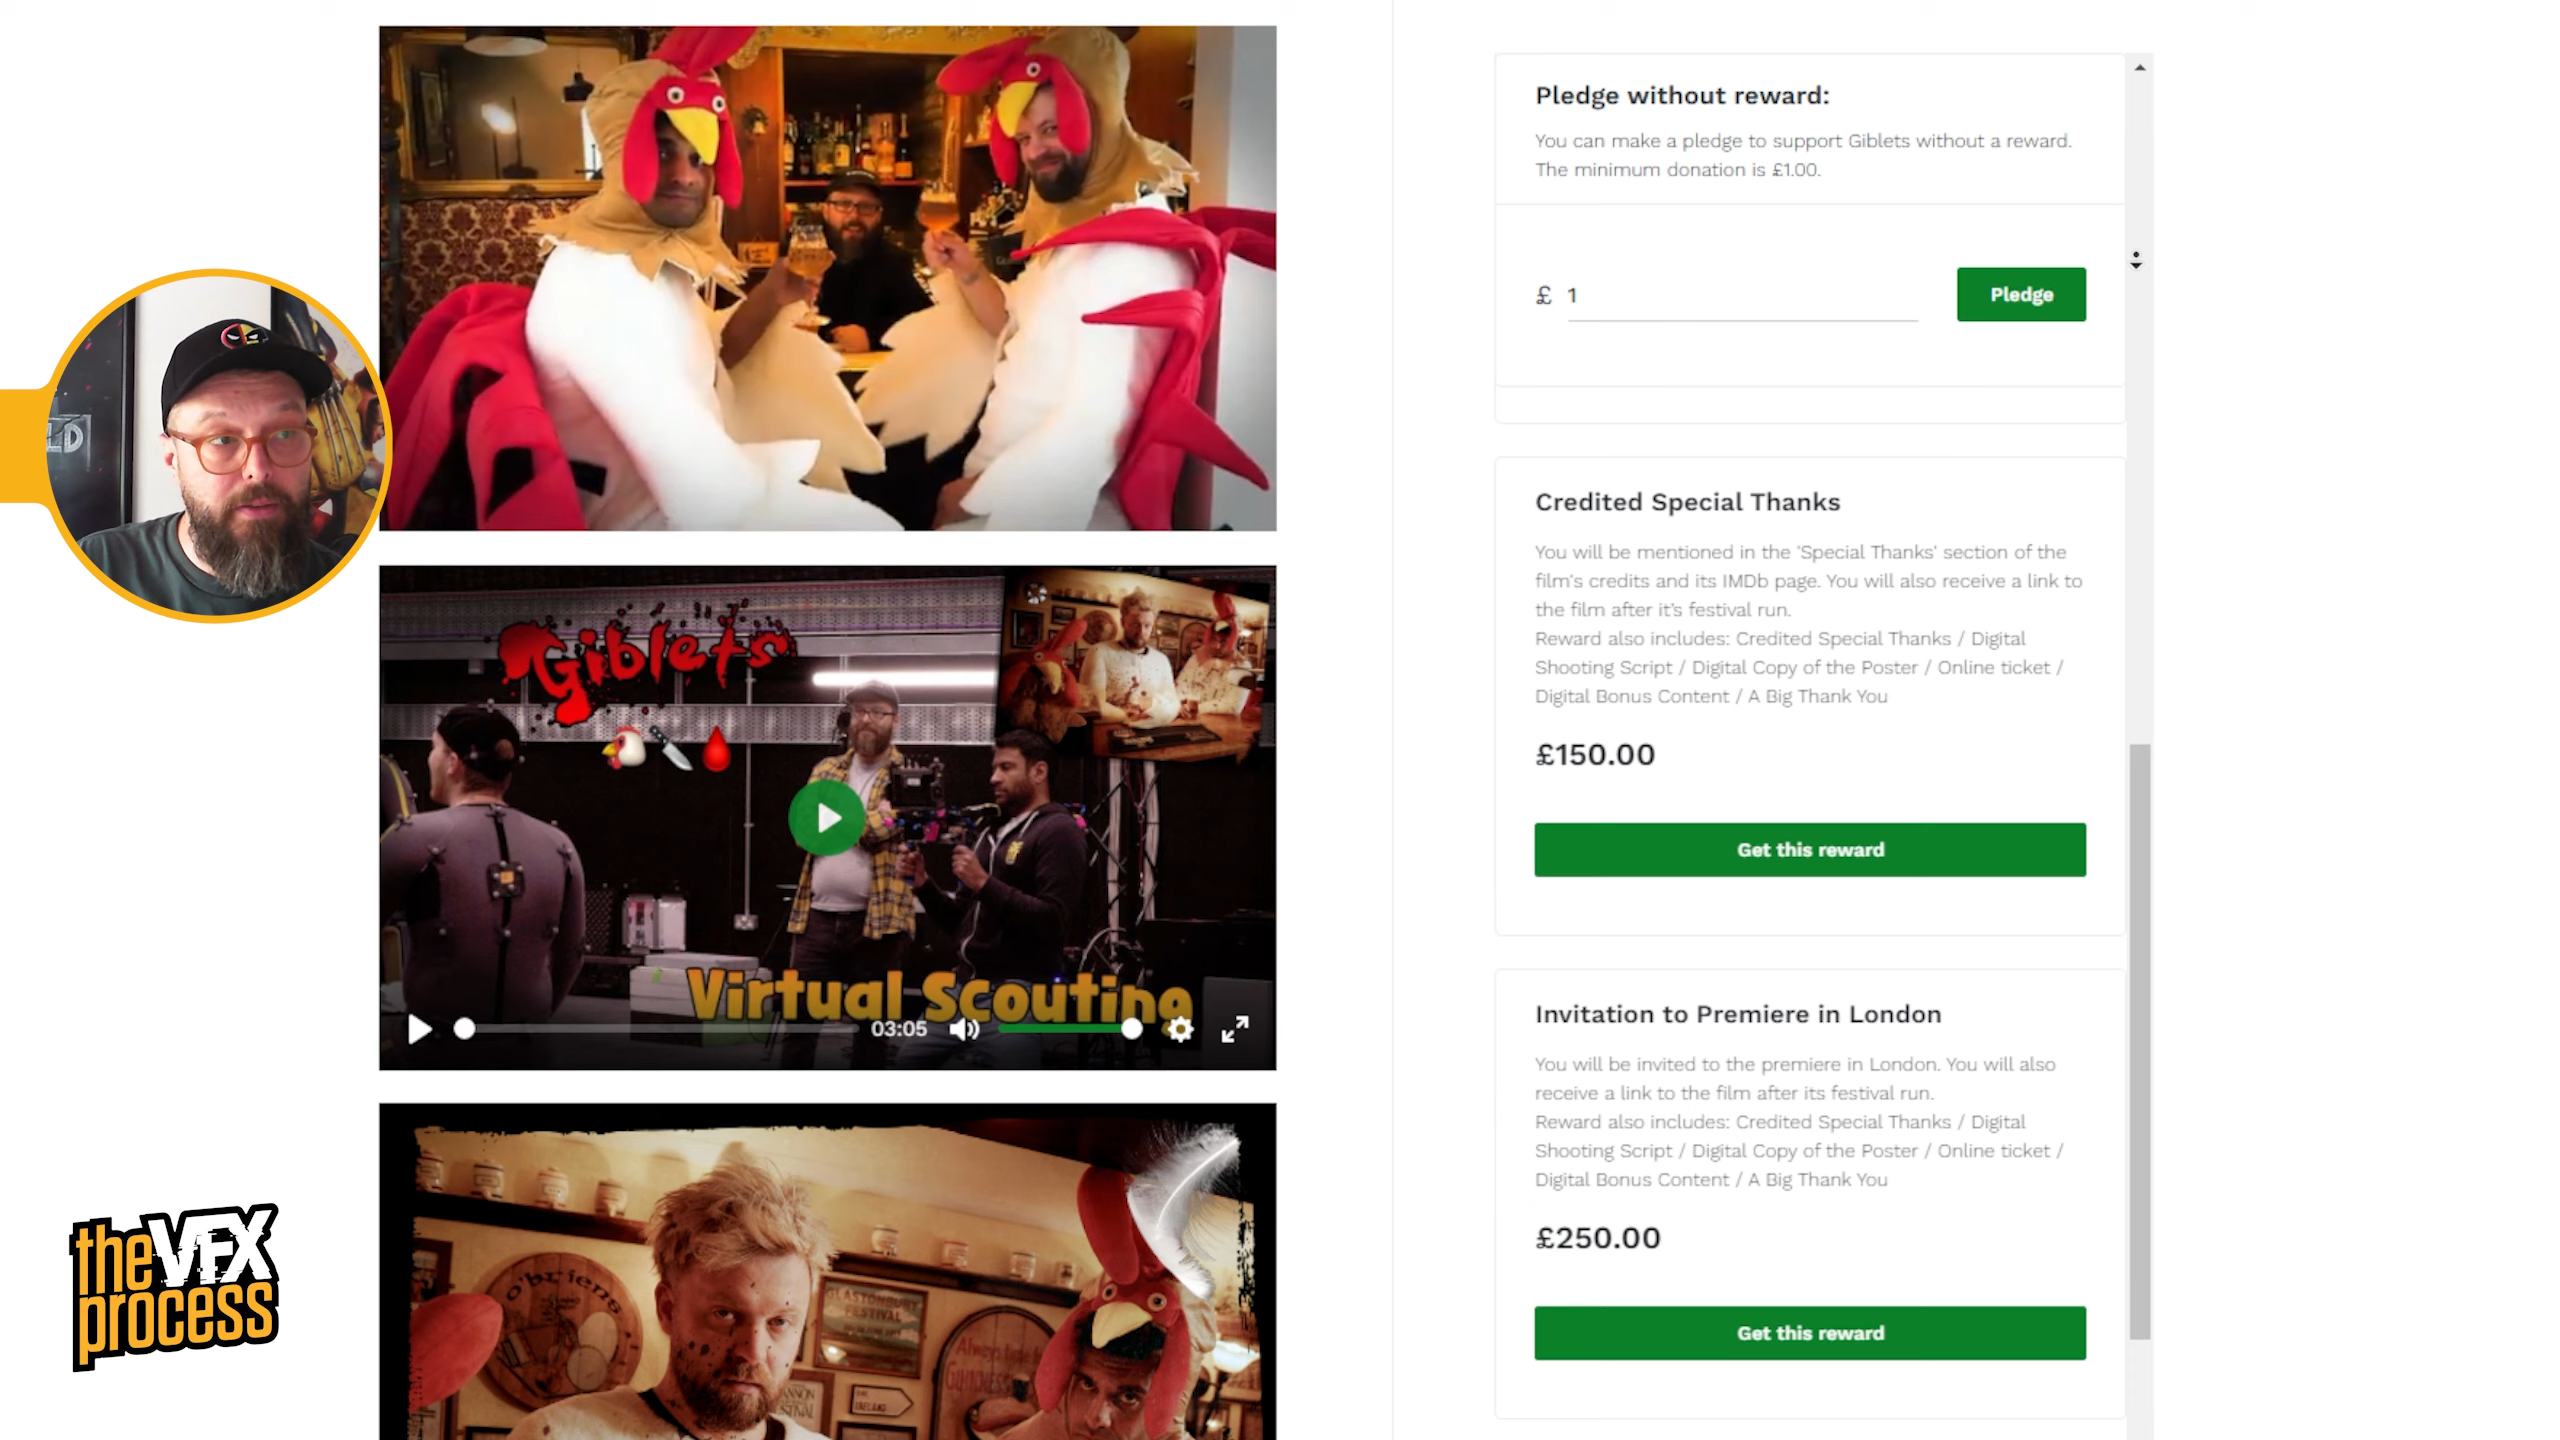 Pledge without reward:
You can make a pledge to support Giblets without a reward.
The minimum donation is £1.00.
£ 1
Pledge
Credited Special Thanks
You will be mentioned in the 'Special Thanks' section of the
film's credits and its IMDb page. You will also receive a link to
the film after it's festival run.
Reward also includes: Credited Special Thanks / Digital
Shooting Script / Digital Copy of the Poster / Online ticket /
Digital Bonus Content / A Big Thank You
£150.00
Get this reward
Invitation to Premiere in London
You will be invited to the premiere in London. You will also
receive a link to the film after its festival run.
Reward also includes: Credited Special Thanks / Digital
Shooting Script / Digital Copy of the Poster / Online ticket /
Digital Bonus Content / A Big Thank You
£250.00
Get this reward
LD
Giblets
Virtual Scouting
03:05
O'briens
GLASTONBURY
FESTIVAL
GUINNESS
IRELAND
the VFX
process